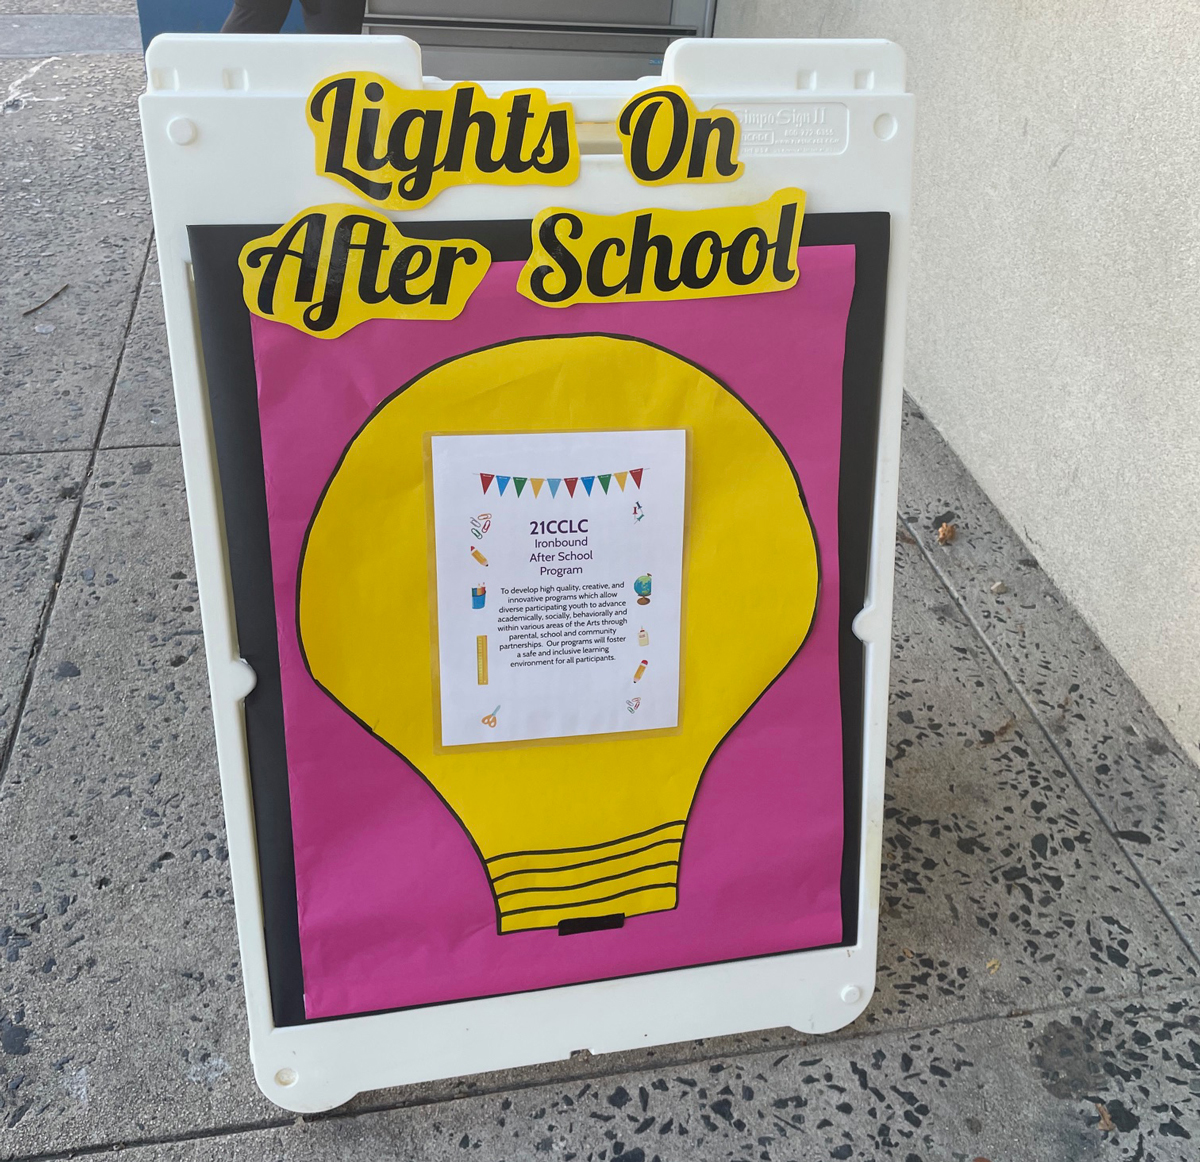 Lights On
After School
21CCLC
Ironbound
After School
Program
To develop high quality, creative, and
innovative programs which allow
diverse participating youth to advance
academically, socially, behaviorally and
within various areas of the Arts through
parental, school and community
partnerships. Our programs will foster
a safe and inclusive learning
environment for all participants.